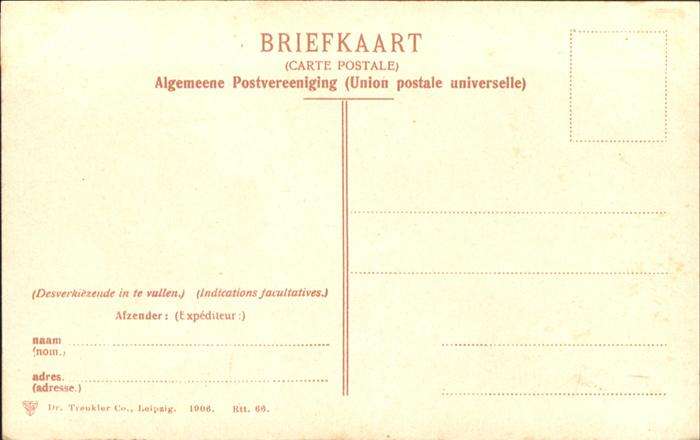 BRIEFKAART
(CARTE POSTALE)
Algemeene Postvereeniging (Union postale universelle)
(Desverkiezende in te vullen.) (Indications facultatives.)
Afzender: (Expéditeur:)
naam
(nom.)
adres.
(adresse.)
Dr. Trenkler Co., Leipzig. 1906. Rtt. 66.